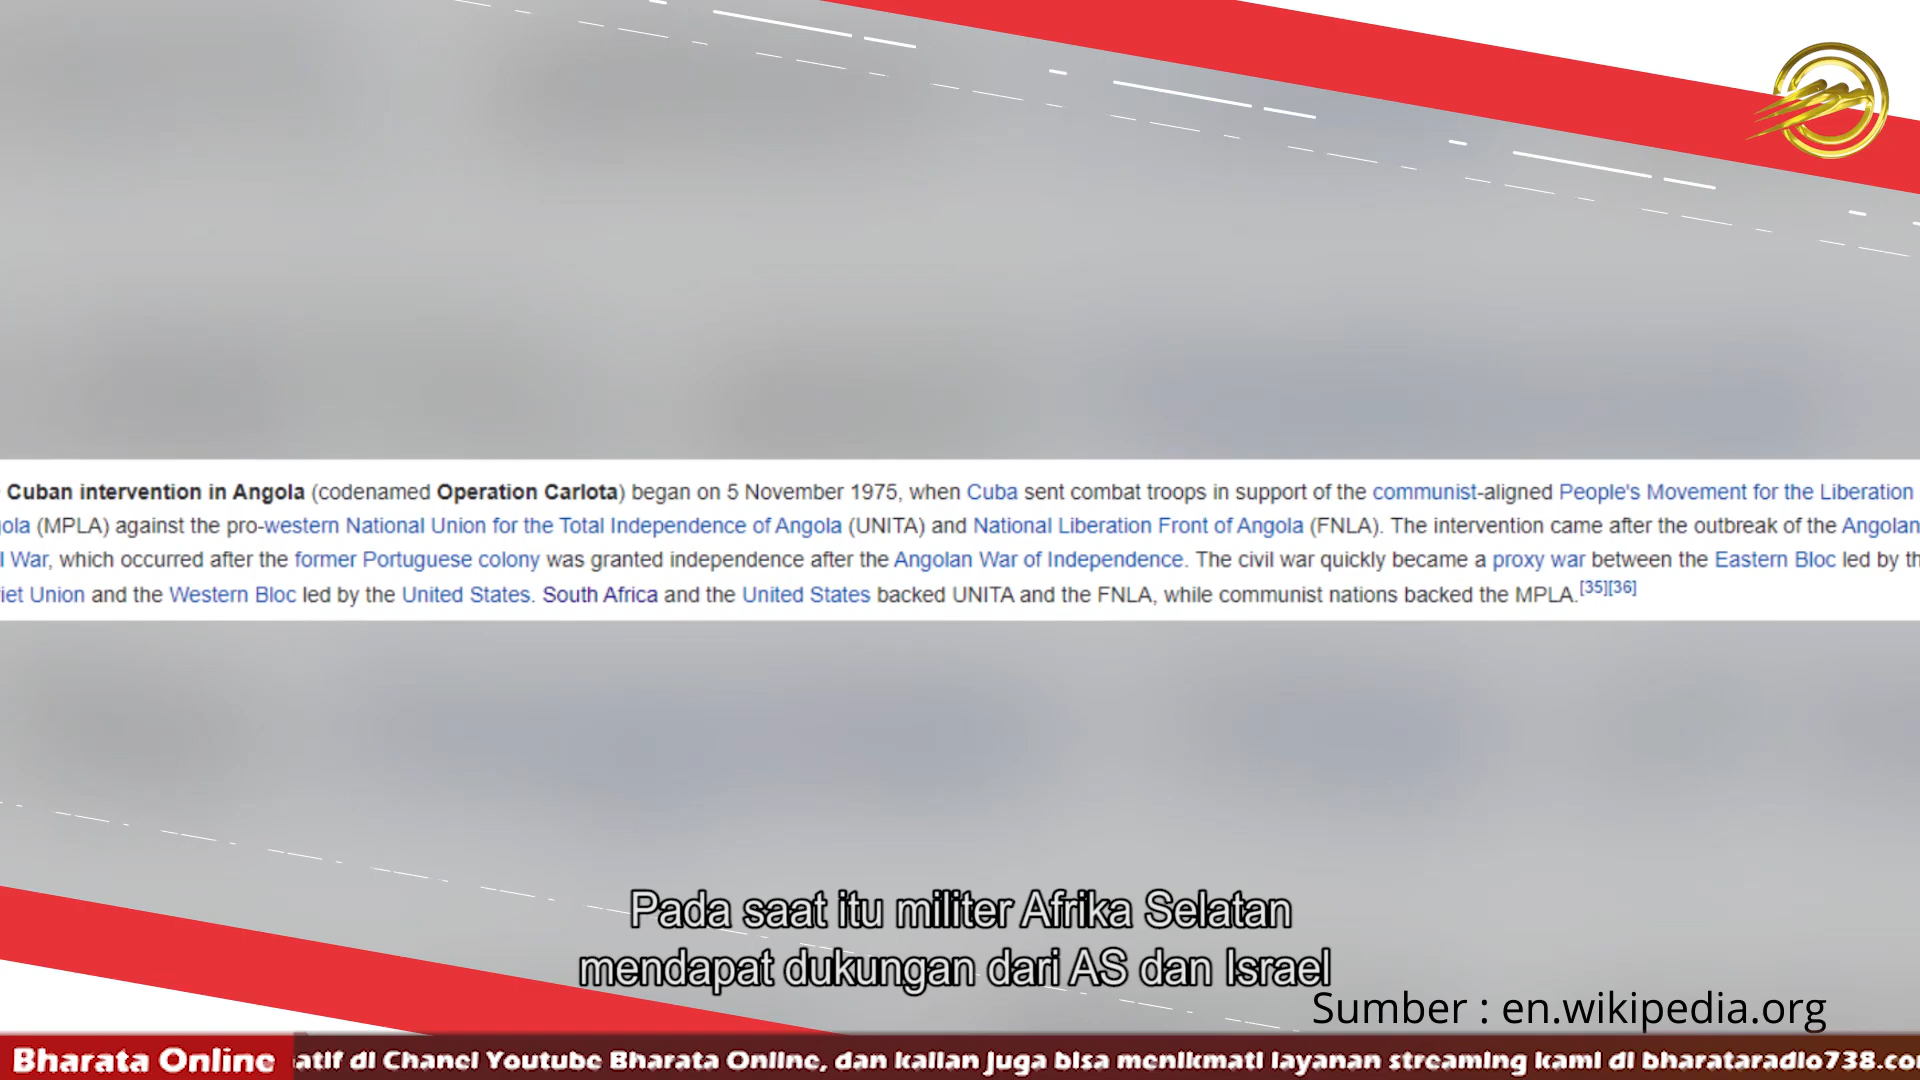 Cuban intervention in Angola (codenamed Operation Carlota) began on 5 November 1975, when Cuba sent combat troops in support of the communist-aligned People's Movement for the Liberation
(MPLA) against the pro-western National Union for the Total Independence of Angola (UNITA) and National Liberation Front of Angola (FNLA). The intervention came after the outbreak of the Angolan
War, which occurred after the former Portuguese colony was granted independence after the Angolan War of Independence. The civil war quickly became a proxy war between the Eastern Bloc led by
Union and the Western Bloc led by the United States. South Africa and the United States backed UNITA and the FNLA, while communist nations backed the MPLA.[35][36]
Pada saat itu militer Afrika Selatan
mendapat dukungan dari AS dan Israel
Sumber : en.wikipedia.org
Bharata Online
atif di Chanel Youtube Bharata Online, dan kalian juga bisa menikmati layanan streaming kami di bharataradio738.co